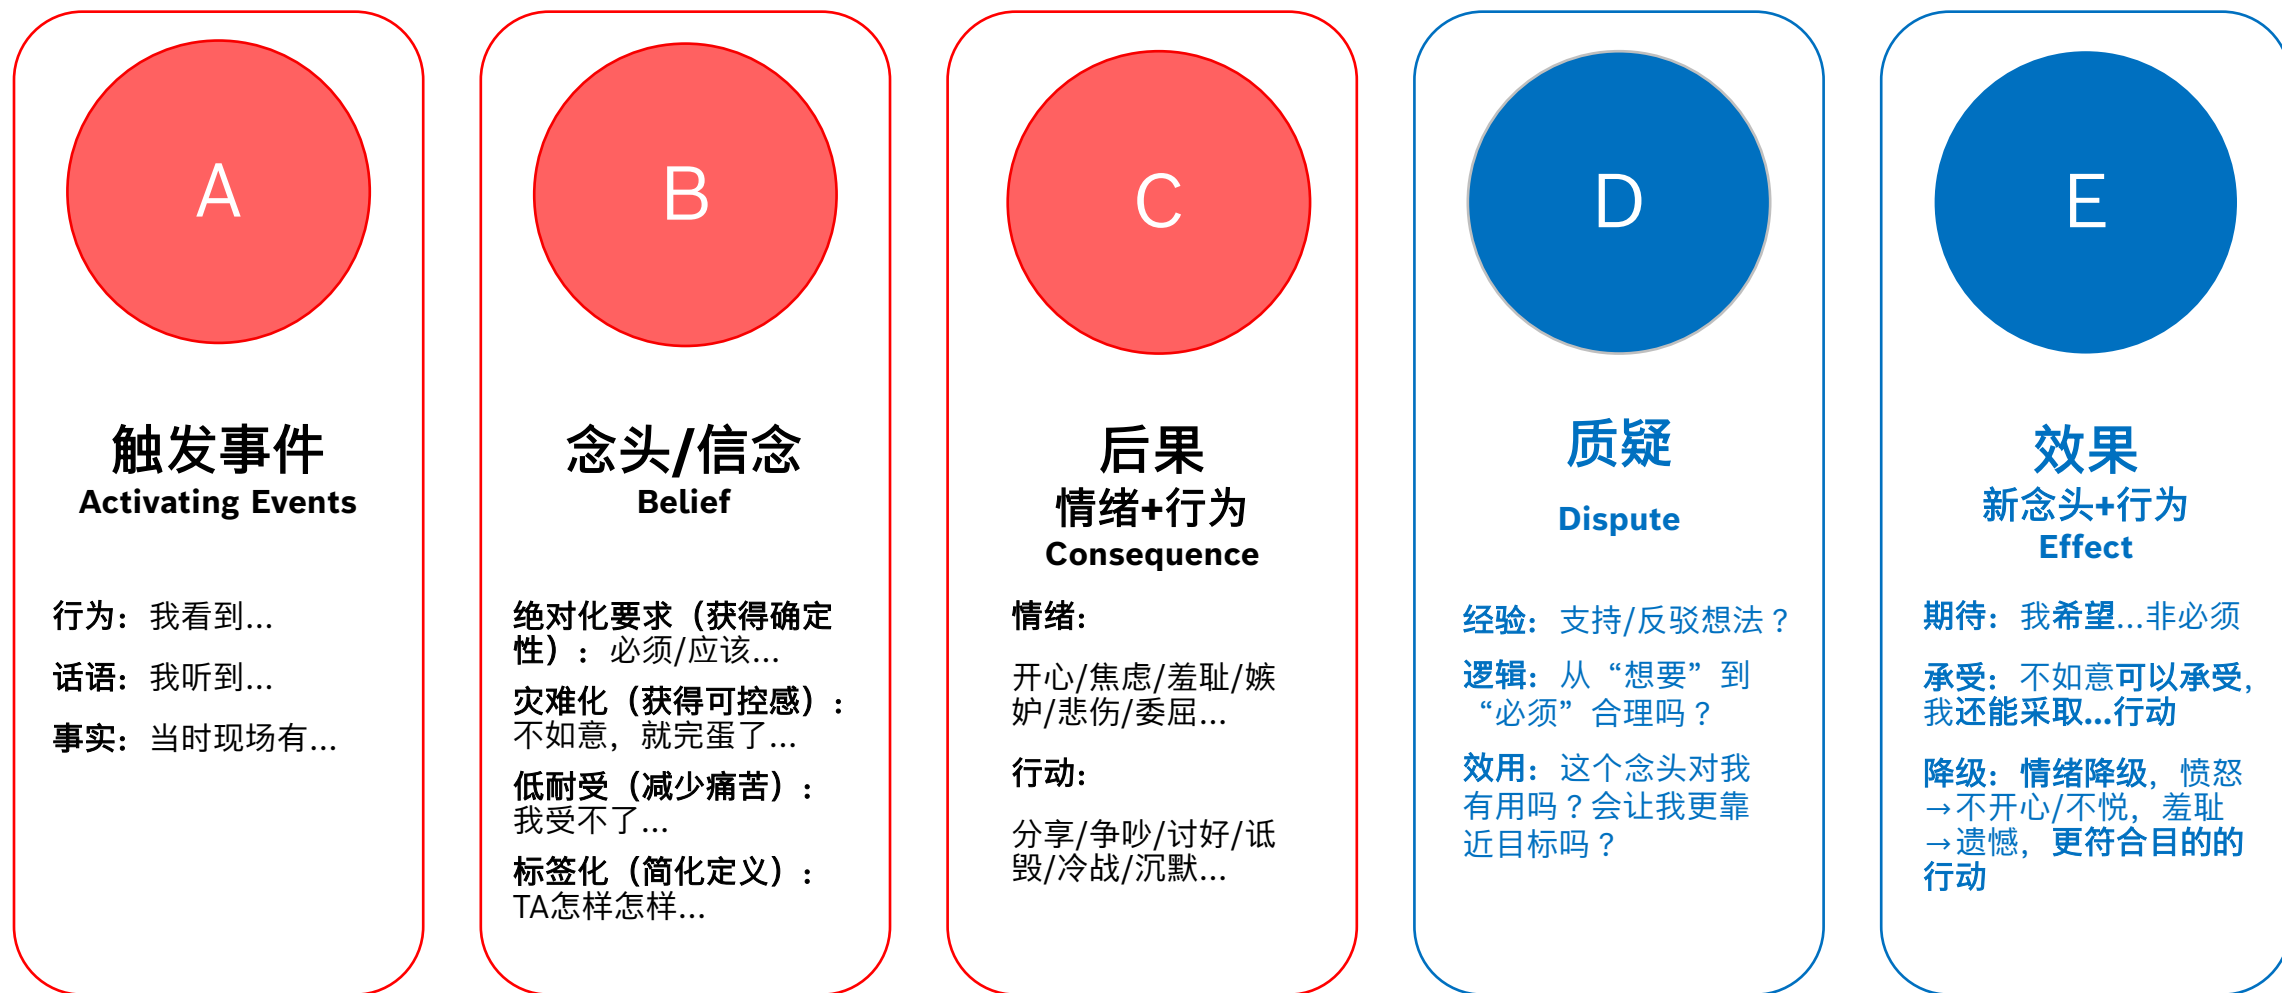 A
触发事件
Activating Events
行为：我看到...
话语：我听到...
事实：当时现场有...
B
念头/信念
Belief
绝对化要求（获得确定
性）：必须/应该...
灾难化（获得可控感）：
不如意，就完蛋了...
低耐受（减少痛苦）：
我受不了...
标签化（简化定义）：
TA怎样怎样...
C
后果
情绪+行为
Consequence
情绪：
开心/焦虑/羞耻/嫉
妒/悲伤/委屈...
行动：
分享/争吵/讨好/诋
毁/冷战/沉默...
D
质疑
Dispute
经验：支持/反驳想法？
逻辑：从“想要”到
“必须”合理吗？
效用：这个念头对我
有用吗？会让我更靠
近目标吗？
E
效果
新念头+行为
Effect
期待：我希望...非必须
承受：不如意可以承受，
我还能采取...行动
降级：情绪降级，愤怒
→不开心/不悦，羞耻
→遗憾，更符合目的的
行动